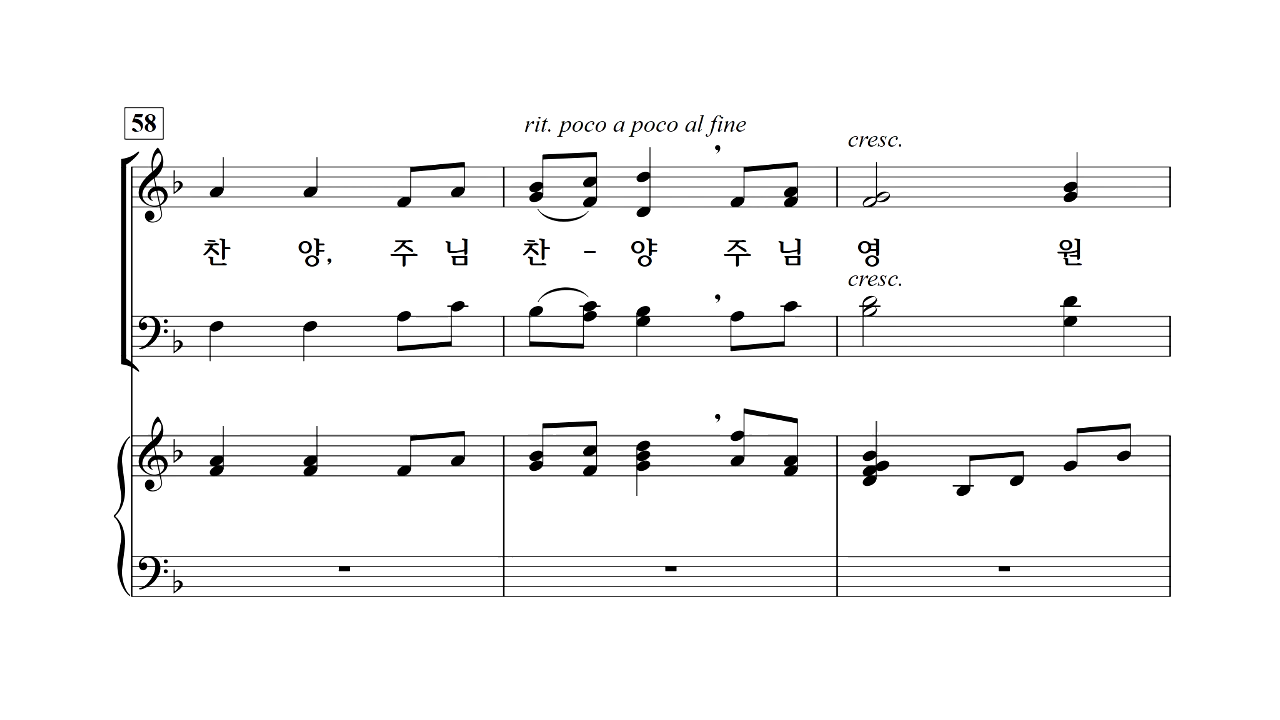 58
rit. poco a poco al fine
cresc.
찬 양, 주 님 찬 - 양 주 님 영 원
cresc.